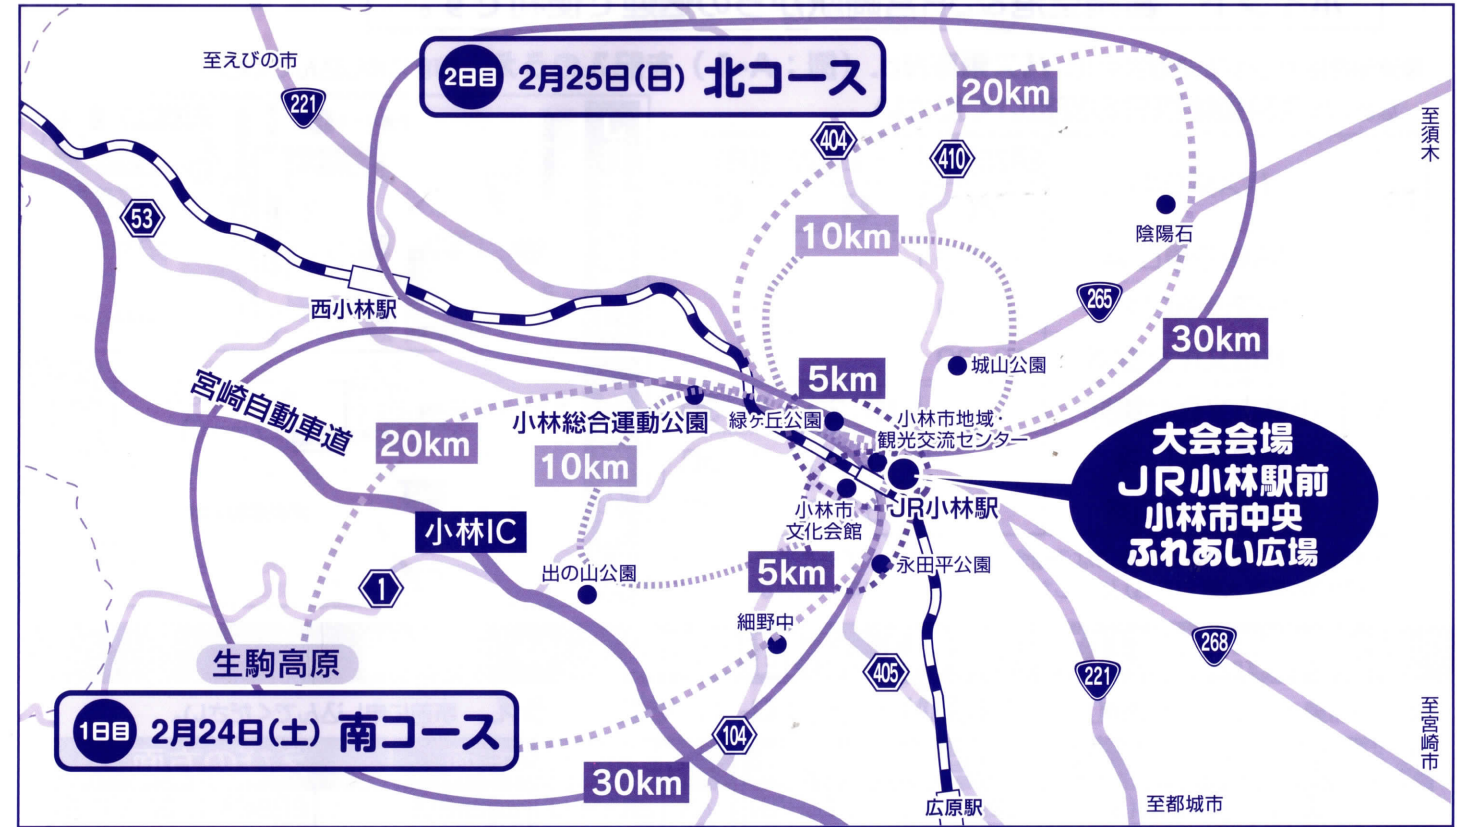 至えびの市
221
2日目 2月25日(日) 北コース
20km
404
410
至須木
53
10km
陰陽石
265
西小林駅
30km
宮崎自動車道
5km
城山公園
小林総合運動公園
緑ヶ丘公園
小林市地域・
観光交流センター
20km
10km
大会会場
JR小林駅前
小林市中央
ふれあい広場
小林IC
小林市
文化会館
JR小林駅
出の山公園
5km
永田平公園
1
細野中
生駒高原
405
221
268
1日目 2月24日(土) 南コース
104
30km
広原駅
至都城市
至宮崎市